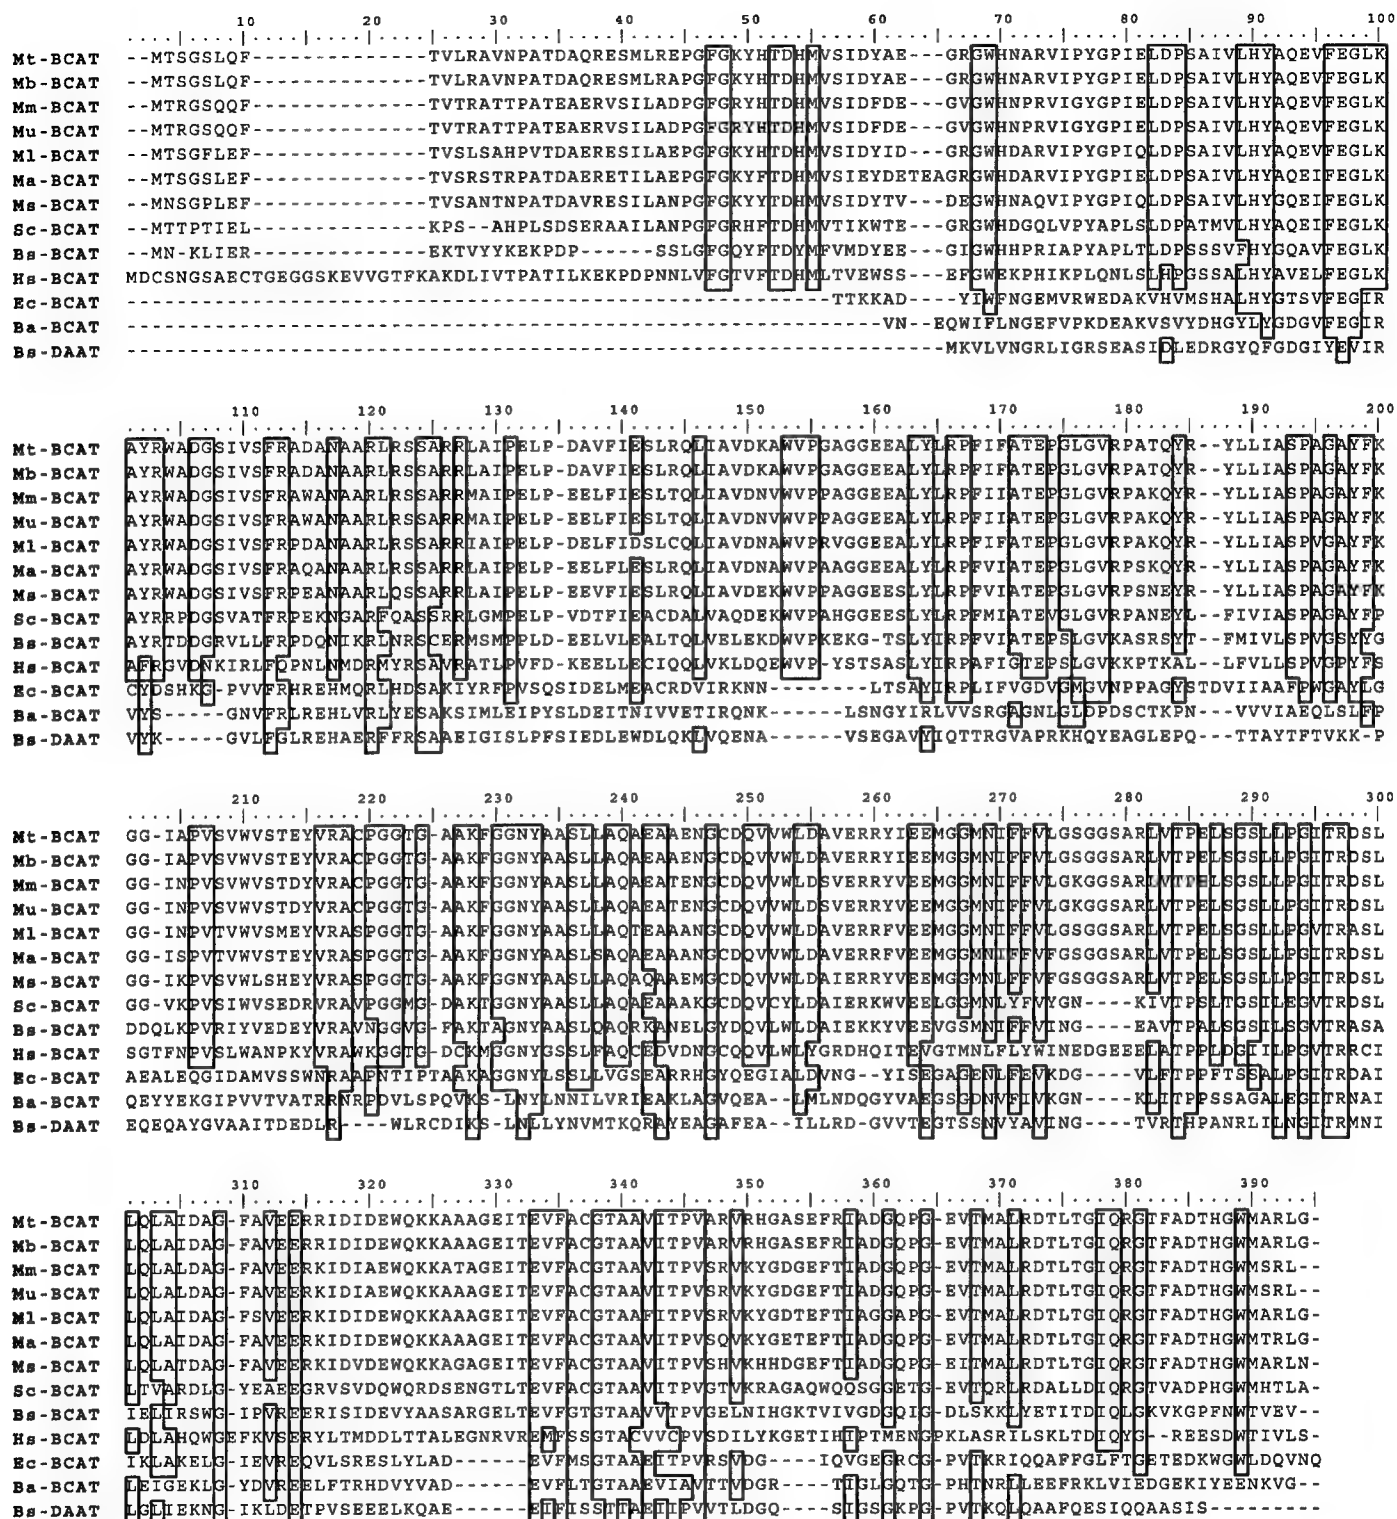 10 20 30 40 50 60 70 80 90 100
Mt-BCAT --MTSGSLQF--------------TVLRAVNPATDAQRESMLREPGFGKYHTDHMVSIDYAE---GRGWHNARVIPYGPIELDPSAIVLHYAQEVFEGLK
Mb-BCAT --MTSGSLQF--------------TVLRAVNPATDAQRESMLRAPGFGKYHTDHMVSIDYAE---GRGWHNARVIPYGPIELDPSAIVLHYAQEVFEGLK
Mm-BCAT --MTRGSQQF--------------TVTRATTPATEAERVSILADPGFGRYHTDHMVSIDFDE---GVGWHNPRVIGYGPIELDPSAIVLHYAQEVFEGLK
Mu-BCAT --MTRGSQQF--------------TVTRATTPATEAERVSILADPGFGRYHTDHMVSIDFDE---GVGWHNPRVIGYGPIELDPSAIVLHYAQEVFEGLK
Ml-BCAT --MTSGFLEF--------------TVSLSAHPVTDAERESILAEPGFGKYHTDHMVSIDYID---GRGWHDARVIPYGPIQLDPSAIVLHYAQEVFEGLK
Ma-BCAT --MTSGSLEF--------------TVSRSTRPATDAERETILAEPGFGKYFTDHMVSIEYDETEAGRGWHDARVIPYGPIELDPSAIVLHYAQEIFEGLK
Ms-BCAT --MNSGPLEF--------------TVSANTNPATDAVRESILANPGFGKYYTDHMVSIDYTV---DEGWHNAQVIPYGPIQLDPSAIVLHYGQEIFEGLK
Sc-BCAT --MTTPTIEL--------------KPS--AHPLSDSERAAILANPGFGRHFTDHMVTIKWTE---GRGWHDGQLVPYAPLSLDPATMVLHYAQEIFEGLK
Bs-BCAT --MN-KLIER--------------EKTVYYKEKPDP------SSLGFGQYFTDYMFVMDYEE---GIGWHHPRIAPYAPLTLDPSSSVFHYGQAVFEGLK
Hs-BCAT MDCSNGSAECTGEGGSKEVVGTFKAKDLIVTPATILKEKPDPNNLVFGTVFTDHMLTVEWSS---EFGWEKPHIKPLQNLSLHPGSSALHYAVELFEGLK
Ec-BCAT --------------------------------------------------------TTKKAD----YIWFNGEMVRWEDAKVHVMSHALHYGTSVFEGIR
Ba-BCAT ------------------------------------------------------------VN--EQWIFLNGEFVPKDEAKVSVYDHGYLYGDGVFEGIR
Bs-DAAT -----------------------------------------------------------------MKVLVNGRLIGRSEASIDLEDRGYQFGDGIYEVIR
110 120 130 140 150 160 170 180 190 200
Mt-BCAT AYRWADGSIVSFRADANAARLRSSARRLAIPELP-DAVFIESLRQLIAVDKAWVPGAGGEEALYLRPFIFATEPGLGVRPATQYR--YLLIASPAGAYFK
Mb-BCAT AYRWADGSIVSFRADANAARLRSSARRLAIPELP-DAVFIESLRQLIAVDKAWVPGAGGEEALYLRPFIFATEPGLGVRPATQYR--YLLIASPAGAYFK
Mm-BCAT AYRWADGSIVSFRAWANAARLRSSARRMAIPELP-EELFIESLTQLIAVDNVWVPPAGGEEALYLRPFIIATEPGLGVRPAKQYR--YLLIASPAGAYFK
Mu-BCAT AYRWADGSIVSFRAWANAARLRSSARRMAIPELP-EELFIESLTQLIAVDNVWVPPAGGEEALYLRPFIIATEPGLGVRPAKQYR--YLLIASPAGAYFK
Ml-BCAT AYRWADGSIVSFRPDANAARLRSSARRIAIPELP-DELFIDSLCQLIAVDNAWVPRVGGEEALYLRPFIFATEPGLGVRPAKQYR--YLLIASPVGAYFK
Ma-BCAT AYRWADGSIVSFRAQANAARLRSSARRLAIPELP-EELFLESLRQLIAVDNAWVPAAGGEEALYLRPFVIATEPGLGVRPSKQYR--YLLIASPAGAYFK
Ms-BCAT AYRWADGSIVSFRPEANAARLQSSARRLAIPELP-EEVFIESLRQLIAVDEKWVPPAGGEESLYLRPFVIATEPGLGVRPSNEYR--YLLIASPAGAYFK
Sc-BCAT AYRRPDGSVATFRPEKNGARFQASSRRLGMPELP-VDTFIEACDALVAQDEKWVPAHGGEESLYLRPFMIATEVGLGVRPANEYL--FIVIASPAGAYFP
Bs-BCAT AYRTDDGRVLLFRPDQNIKRLNRSCERMSMPPLD-EELVLEALTQLVELEKDWVPKEKG-TSLYIRPFVIATEPSLGVKASRSYT--FMIVLSPVGSYYG
Hs-BCAT AFRGVDNKIRLFQPNLNMDRMYRSAVRATLPVFD-KEELLECIQQLVKLDQEWVP-YSTSASLYIRPAFIGTEPSLGVKKPTKAL--LFVLLSPVGPYFS
Ec-BCAT CYDSHKG-PVVFRHREHMQRLHDSAKIYRFPVSQSIDELMEACRDVIRKNN------LTSAYIRPLIFVGDVGMGVNPPAGYSTDVIIAAFPWGAYLG
Ba-BCAT VYS-----GNVFRLREHLVRLYESAKSIMLEIPYSLDEITNIVVETIRQNK------LSNGYIRLVVSRGAGNLGLDPDSCTKPN--VVVIAEQLSLFP
Bs-DAAT VYK-----GVLFGLREHAERFFRSAAEIGISLPFSIEDLEWDLQKLVQENA------VSEGAVYIQTTRGVAPRKHQYEAGLEPQ--TTAYTFTVKK-P
210 220 230 240 250 260 270 280 290 300
Mt-BCAT GG-IAPVSVWVSTEYVRACPGGTG-AAKFGGNYAASLLAQAEAAENGCDQVVWLDAVERRYIEEMGGMNIFFVLGSGGSARLVTPELSGSLLPGITRDSL
Mb-BCAT GG-IAPVSVWVSTEYVRACPGGTG-AAKFGGNYAASLLAQAEAAENGCDQVVWLDAVERRYIEEMGGMNIFFVLGSGGSARLVTPELSGSLLPGITRDSL
Mm-BCAT GG-INPVSVWVSTDYVRACPGGTG-AAKFGGNYAASLLAQAEATENGCDQVVWLDSVERRYVEEMGGMNIFFVLGKGGSARLVTPELSGSLLPGITRDSL
Mu-BCAT GG-INPVSVWVSTDYVRACPGGTG-AAKFGGNYAASLLAQAEATENGCDQVVWLDSVERRYVEEMGGMNIFFVLGKGGSARLVTPELSGSLLPGITRDSL
Ml-BCAT GG-INPVTVWVSMEYVRASPGGTG-AAKFGGNYAASLLAQTEAAANGCDQVVWLDAVERRFVEEMGGMNIFFVLGSGGSARLVTPELSGSLLPGVTRASL
Ma-BCAT GG-ISPVTVWVSTEYVRASPGGTG-AAKFGGNYAASLLSAQAEAAANGCDQVVWLDAVERRFVEEMGGMNIFFVFGSGGSARLVTPELSGSLLPGITRDSL
Ms-BCAT GG-IKPVSVWLSHEYVRASPGGTG-AAKFGGNYAASLLAQAQAAEMGCDQVVWLDAIERRYVEEMGGMNLFFVFGSGGSARLVTPELSGSLLPGITRDSL
Sc-BCAT GG-VKPVSIWVSEDRVRAVPGGMG-DAKTGGNYAASLLAQAEAAAKGCDQVCYLDAIERKWVEELGGMNLYFVYGN----KIVTPSLTGSILEGVTRDSL
Bs-BCAT DDQLKPVRIYVEDEYVRAVNGGVG-FAKTAGNYAASLQAQRKANELGYDQVLWLDAIEKKYVEEVGSMNIFFVING----EAVTPALSGSILSGVTRASA
Hs-BCAT SGTFNPVSLWANPKYVRAWKGGTG-DCKMGGNYGSSLFAQCEDVDNGCQQVLWLYGRDHQITEVGTMNLFLYWINEDGEEELATPPLDGIILPGVTRRCI
Ec-BCAT AEALEQGIDAMVSSWNRAAPNTIPTAAKAGGNYLSSLLVGSEARRHGYQEGIALDVNG--YISEGAGENLFEVKDG----VLFTPPFTSSALPGITRDAI
Ba-BCAT QEYYEKGIPVVTVATRRNRPDVLSPQVKS-LNYLNNILVRIEAKLAGVQEA--LMLNDQGYVAEGSGDNVFIVKGN----KLITPPSSAGALEGITRNAI
Bs-DAAT EQEQAYGVAAITDEDLR----WLRCDIKS-LNLLYNVMTKQRAYEAGAFEA--ILLRD-GVVTEGTSSNVYAVING----TVRTHPANRLILNGITRMNI
310 320 330 340 350 360 370 380 390
Mt-BCAT LQLAIDAG-FAVEERRIDIDEWQKKAAAGEITEVFACGTAAVITPVARVRHGASEFRIADGQPG-EVTMALRDTLTGIQRGTFADTHGWMARLG-
Mb-BCAT LQLAIDAG-FAVEERRIDIDEWQKKAAAGEITEVFACGTAAVITPVARVRHGASEFRIADGQPG-EVTMALRDTLTGIQRGTFADTHGWMARLG-
Mm-BCAT LQLALDAG-FAVEERKIDIAEWQKKATAGEITEVFACGTAAVITPVSRVKYGDGEFTIADGQPG-EVTMALRDTLTGIQRGTFADTHGWMSRL--
Mu-BCAT LQLALDAG-FAVEERKIDIAEWQKKAAAGEITEVFACGTAAVITPVSRVKYGDGEFTIADGQPG-EVTMALRDTLTGIQRGTFADTHGWMSRL--
Ml-BCAT LQLAIDAG-FSVEERKIDIDEWQKKAAAGEITEVFACGTAAFITPVSRVKYGDTEFTIAGGAPG-EVTMALRDTLTGIQRGTFADTHGWMARLG-
Ma-BCAT LQLAIDAG-FAVEERKIDIDEWQKKAAAGEITEVFACGTAAVITPVSQVKYGETEFTIADGQPG-EVTMALRDTLTGIQRGTFADTHGWMTRLG-
Ms-BCAT LQLATDAG-FAVEERKIDVDEWQKKAGAGEITEVFACGTAAVITPVSHVKHHDGEFTIADGQPG-EITMALRDTLTGIQRGTFADTHGWMARLN-
Sc-BCAT LTVARDLG-YEAEEGRVSVDQWQRDSENGTLTEVFACGTAAVITPVGTVKRAGAQWQQSGGETG-EVTQRLRDALLDIQRGTVADPHGWMHTLA-
Bs-BCAT IELIRSWG-IPVREERISIDEVYAASARGELTEVFGTGTAAVVTPVGELNIHGKTVIVGDGQIG-DLSKKLYETITDIQLGKVKGPFNWTVEV--
Hs-BCAT LDLAHQWGEFKVSERYLTMDDLTTALEGNRVREMFSSGTACVVCPVSDILYKGETIHIPTMENGPKLASRILSKLTDIQYG--REESDWTIVLS-
Ec-BCAT IKLAKELG-IEVREQVLSRESLYLAD------EVFMSGTAAEITPVRSVDG----IQVGEGRCG-PVTKRIQQAFFGLFTGETEDKWGWLDQVNQ
Ba-BCAT LEIGEKLG-YDVREELFTRHDVYVAD------EVFLTGTAAEVIAVTTVDGR----TIGLGQTG-PHTNRLLEEFRKLVIEDGEKIYEENKVG--
Bs-DAAT LGLIEKNG-IKLDETPVSEEELKQAE------EIFISSTTAEIIPVVTLDGQ----SIGSGKPG-PVTKQLQAAFQESIQQAASIS---------